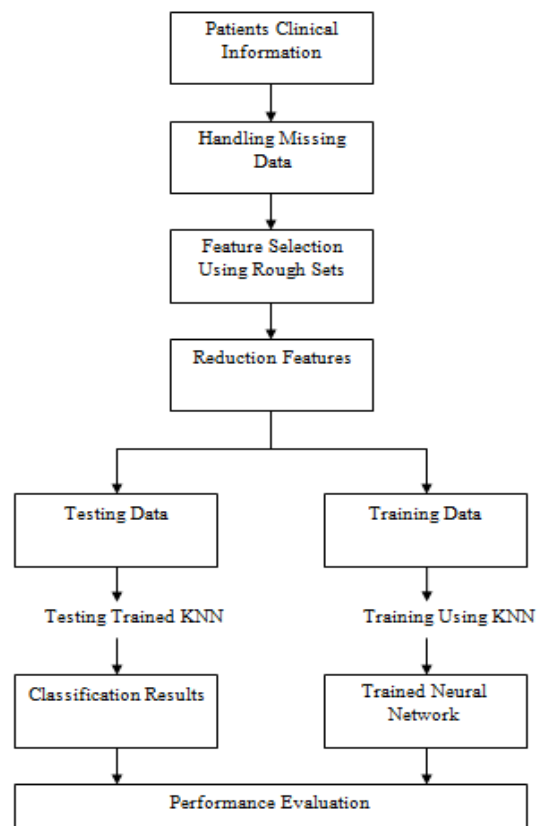 Patients Clinical
Information
Handling Missing
Data
Feature Selection
Using Rough Sets
Reduction Features
Testing Data
Training Data
Testing Trained KNN
Training Using KNN
Classification Results
Trained Neural
Network
Performance Evaluation